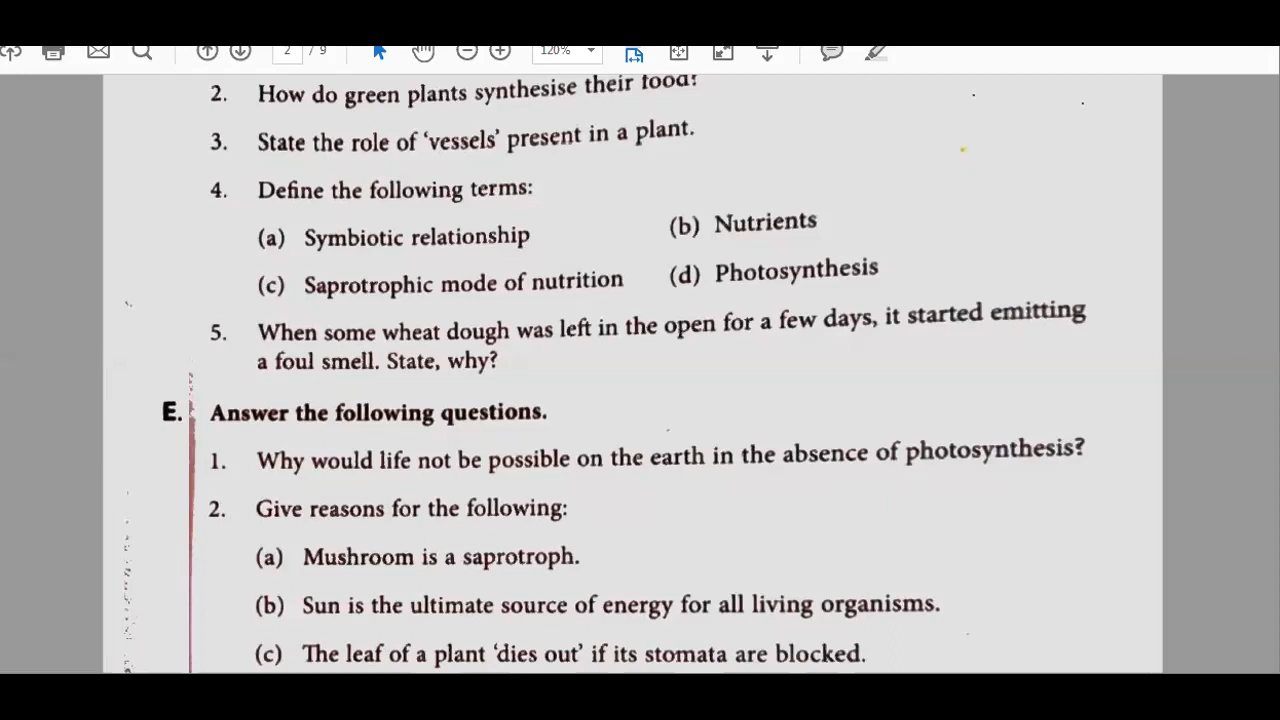 2 / 9 120%
2. How do green plants synthesise their food?
3. State the role of ‘vessels’ present in a plant.
4. Define the following terms:
(a) Symbiotic relationship (b) Nutrients
(c) Saprotrophic mode of nutrition (d) Photosynthesis
5. When some wheat dough was left in the open for a few days, it started emitting
a foul smell. State, why?
E. Answer the following questions.
1. Why would life not be possible on the earth in the absence of photosynthesis?
2. Give reasons for the following:
(a) Mushroom is a saprotroph.
(b) Sun is the ultimate source of energy for all living organisms.
(c) The leaf of a plant ‘dies out’ if its stomata are blocked.